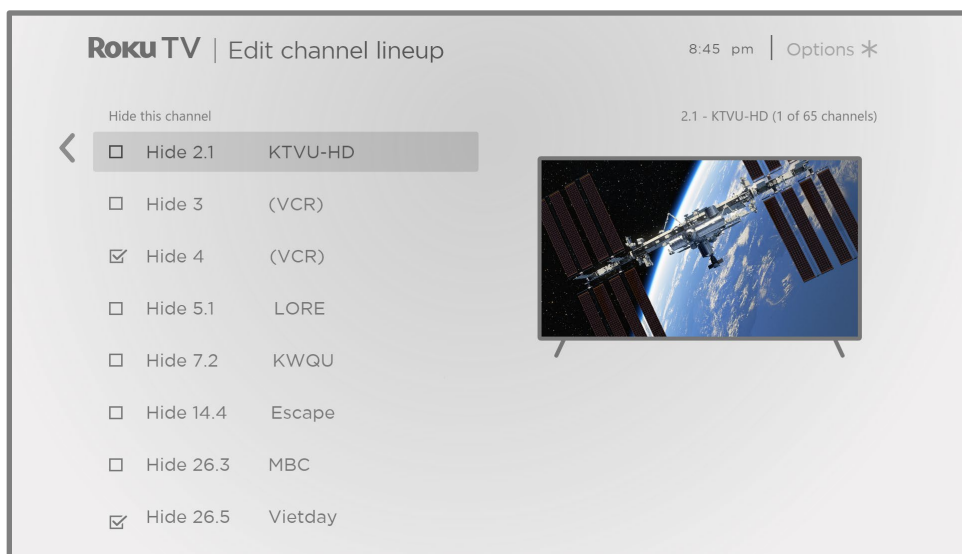 Roku TV | Edit channel lineup
8:45 pm | Options *
Hide this channel
2.1 - KTVU-HD (1 of 65 channels)
Hide 2.1 KTVU-HD
Hide 3 (VCR)
Hide 4 (VCR)
Hide 5.1 LORE
Hide 7.2 KWQU
Hide 14.4 Escape
Hide 26.3 MBC
Hide 26.5 Vietday